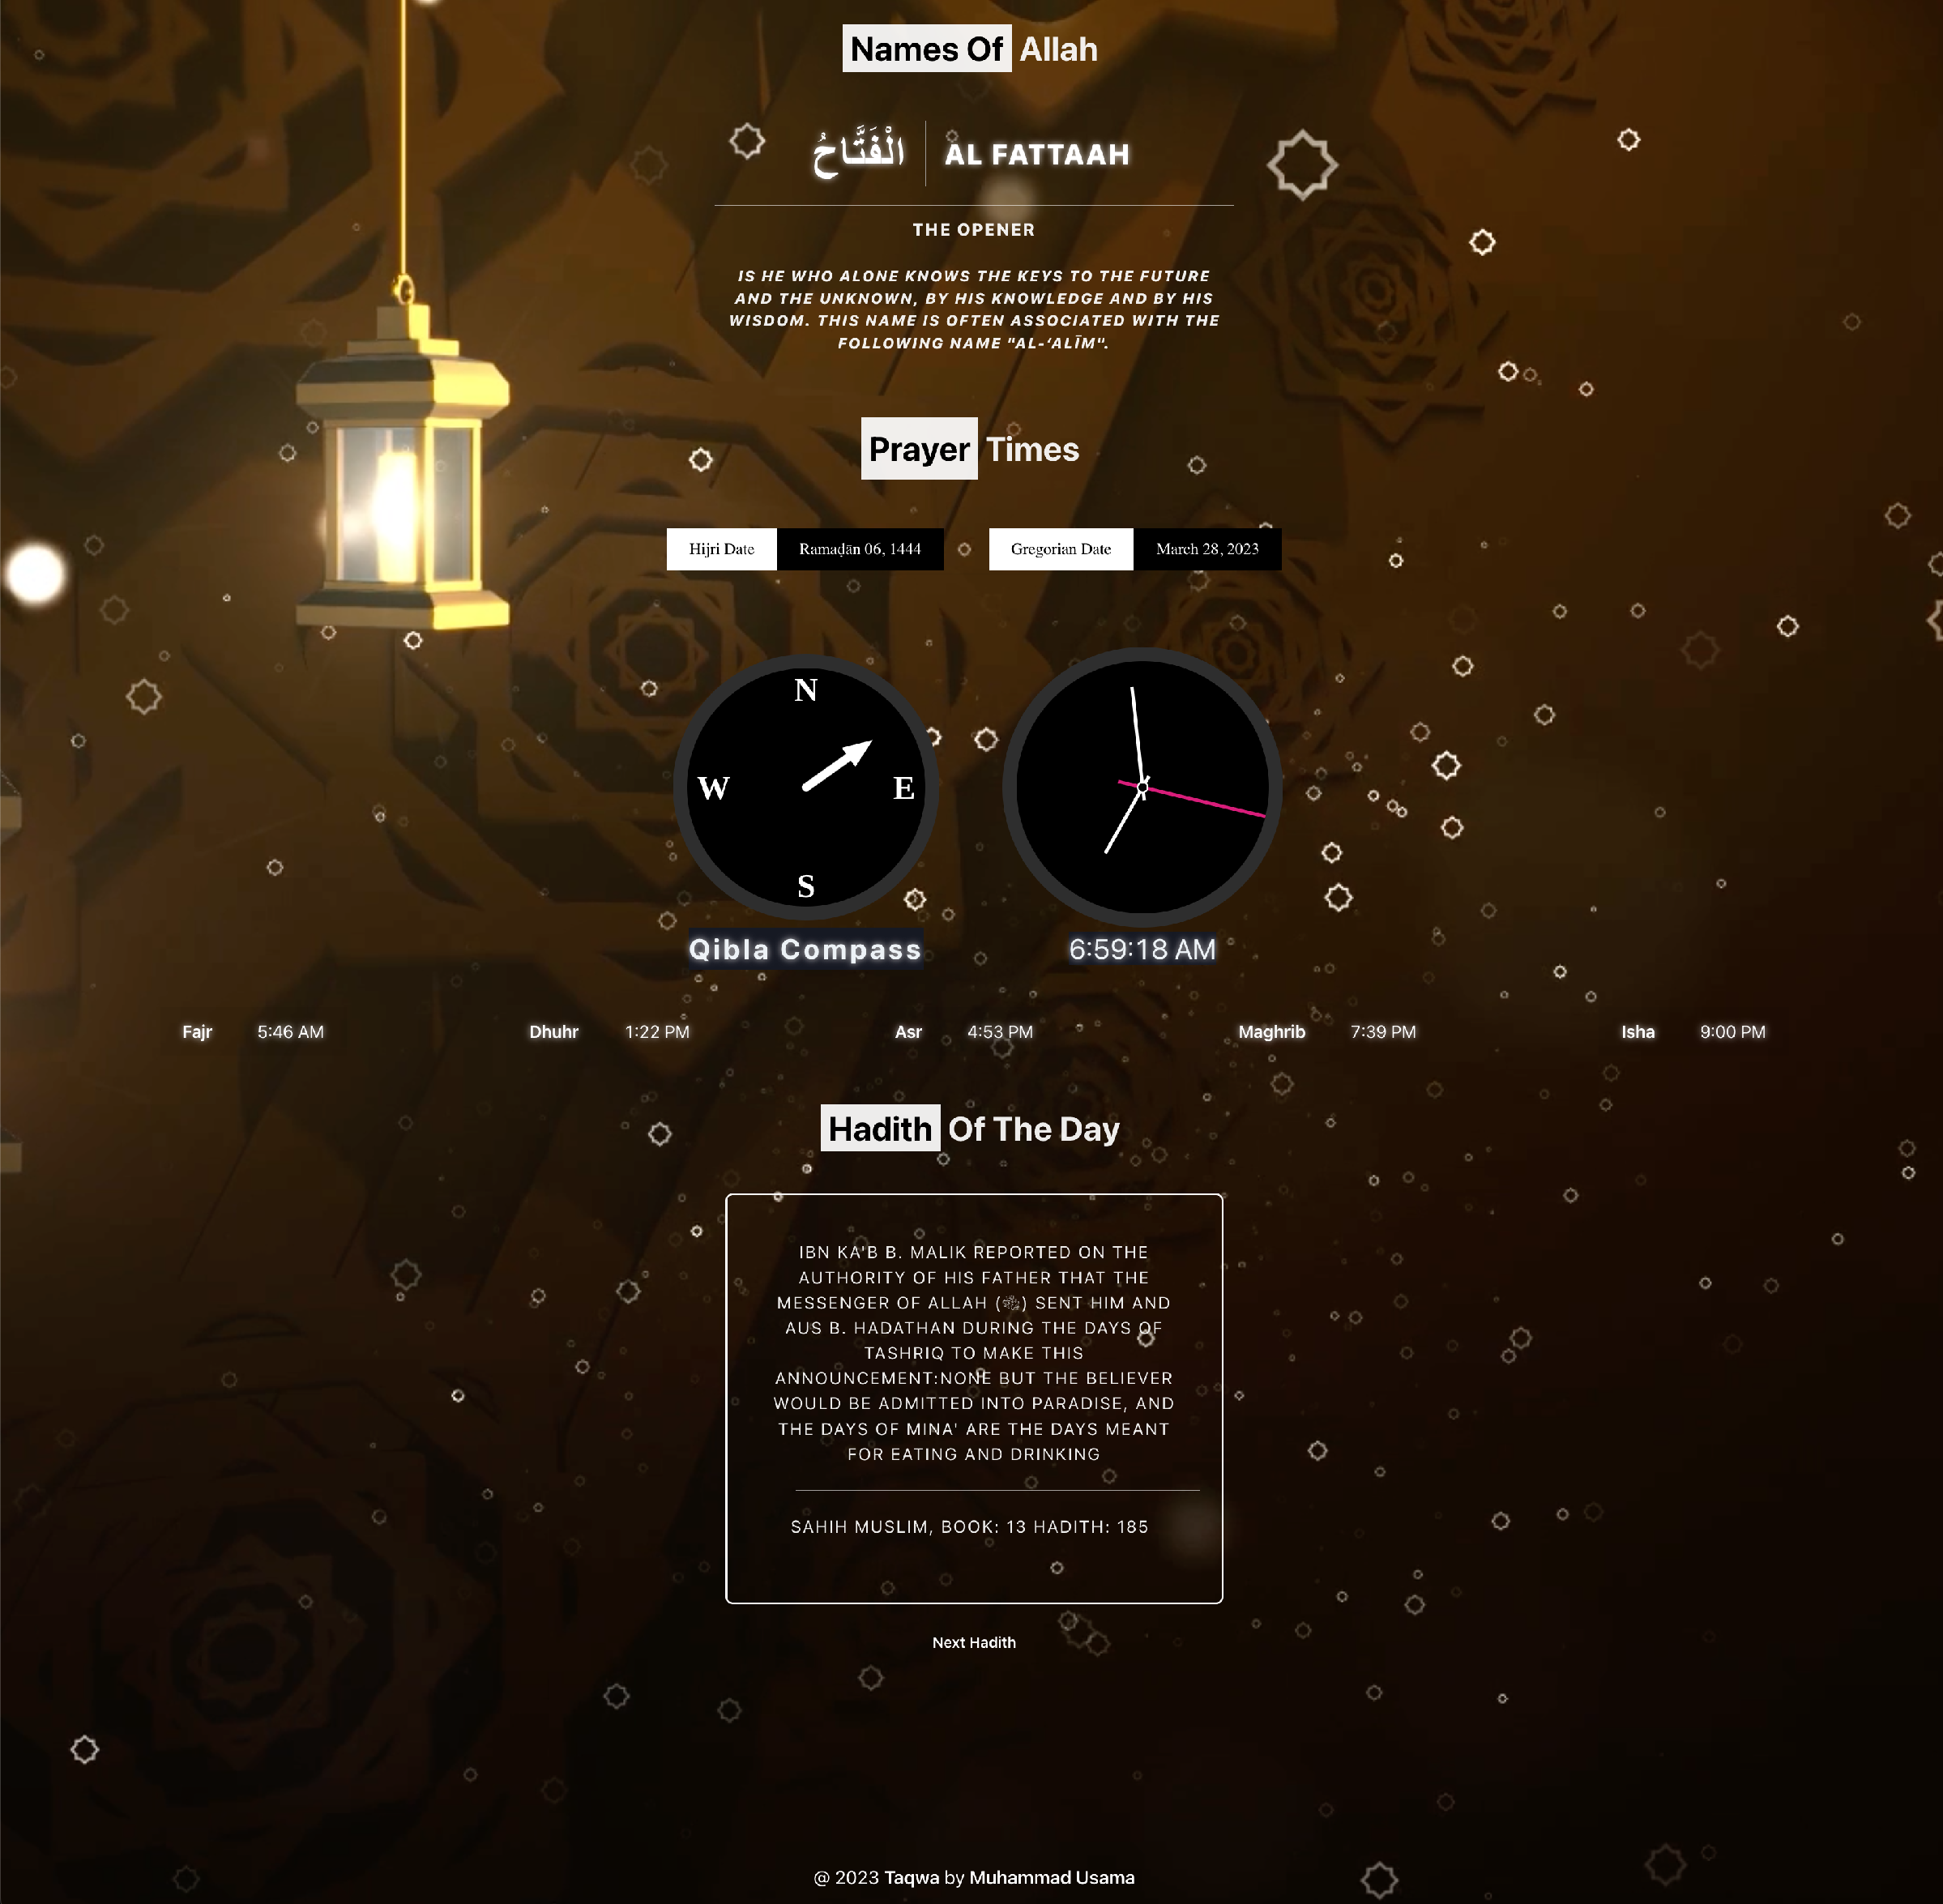 Names Of Allah
الْفَتَّاحُ AL FATTAAH
THE OPENER
IS HE WHO ALONE KNOWS THE KEYS TO THE FUTURE
AND THE UNKNOWN, BY HIS KNOWLEDGE AND BY HIS
WISDOM. THIS NAME IS OFTEN ASSOCIATED WITH THE
FOLLOWING NAME "AL-‘ALĪM".
Prayer Times
Hijri Date Ramaḍān 06, 1444 Gregorian Date March 28, 2023
N
W E
S
Qibla Compass 6:59:18 AM
Fajr 5:46 AM Dhuhr 1:22 PM Asr 4:53 PM Maghrib 7:39 PM Isha 9:00 PM
Hadith Of The Day
IBN KA'B B. MALIK REPORTED ON THE
AUTHORITY OF HIS FATHER THAT THE
MESSENGER OF ALLAH (ﷺ) SENT HIM AND
AUS B. HADATHAN DURING THE DAYS OF
TASHRIQ TO MAKE THIS
ANNOUNCEMENT:NONE BUT THE BELIEVER
WOULD BE ADMITTED INTO PARADISE, AND
THE DAYS OF MINA' ARE THE DAYS MEANT
FOR EATING AND DRINKING
SAHIH MUSLIM, BOOK: 13 HADITH: 185
Next Hadith
@ 2023 Taqwa by Muhammad Usama